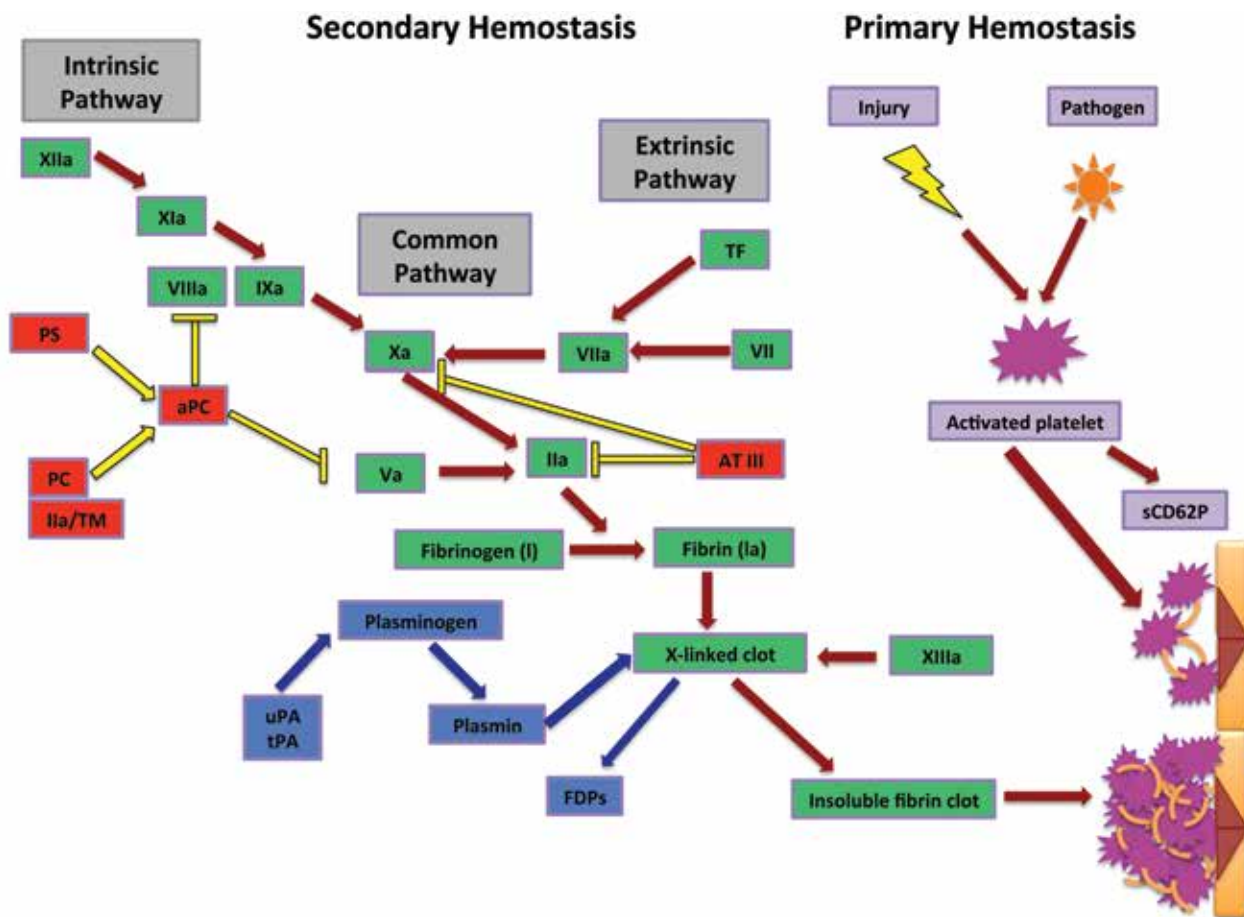 Secondary Hemostasis
Primary Hemostasis
Intrinsic
Pathway
Injury
Pathogen
XIIa
Extrinsic
Pathway
XIa
Common
Pathway
TF
VIIIa
IXa
PS
Xa
VIIa
VII
aPC
Activated platelet
PC
IIa/TM
Va
IIa
AT III
sCD62P
Fibrinogen (I)
Fibrin (Ia)
Plasminogen
X-linked clot
XIIIa
uPA
tPA
Plasmin
FDPs
Insoluble fibrin clot